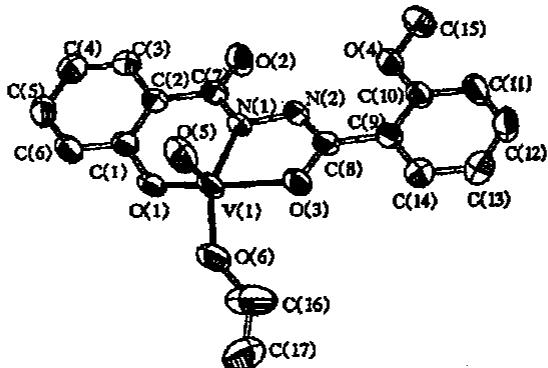 C(15)
C(4) C(3) O(2) O(4)
C(2) C(7) C(11)
C(5) N(1) N(2) C(10)
O(5) C(9) C(12)
C(6) C(8)
C(1) C(14) C(13)
O(1) V(1) O(3)
O(6)
C(16)
C(17)